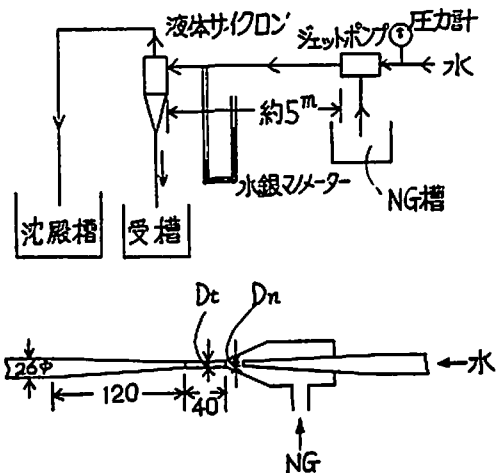 液体サイクロン
ジェットポンプ
圧力計
水
約5m
水銀マノメーター
NG槽
沈殿槽
受槽
Dt
Dn
26φ
水
120
40
NG